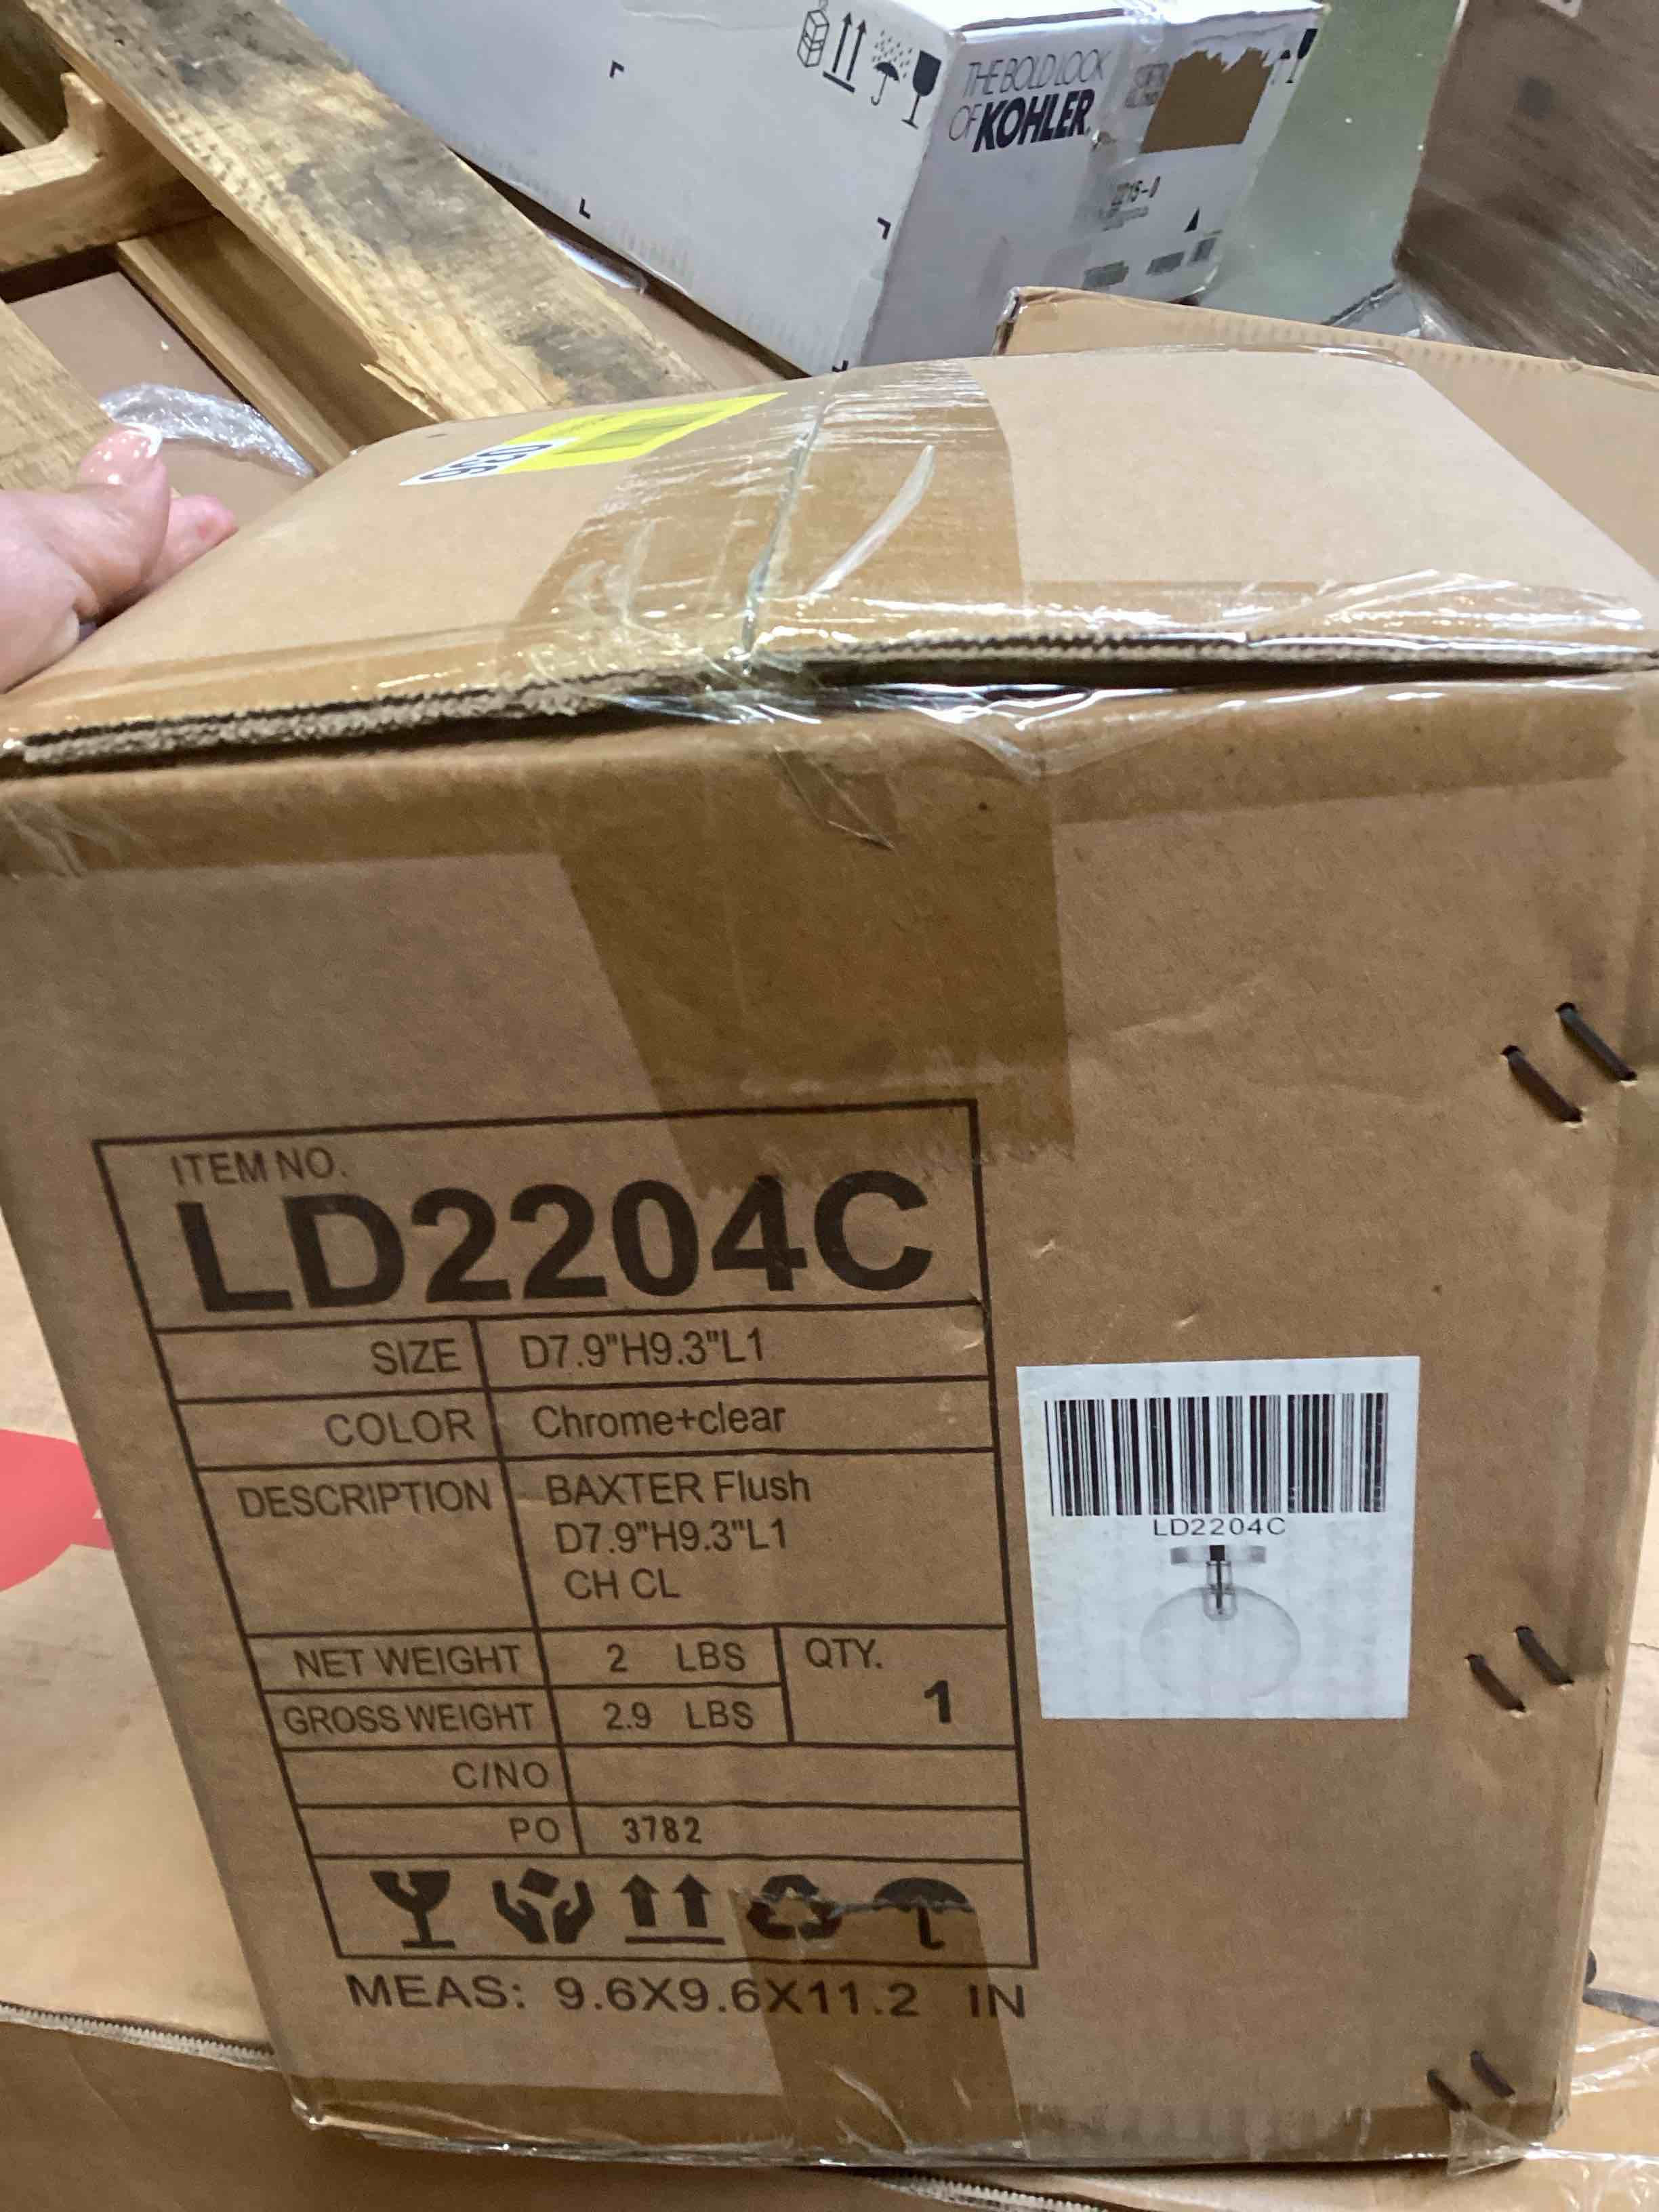 THE BOLD LOOK
OF KOHLER
ITEM NO.
LD2204C
SIZE D7.9"H9.3"L1
COLOR Chrome+clear
DESCRIPTION BAXTER Flush
D7.9"H9.3"L1
CH CL
NET WEIGHT 2 LBS QTY.
GROSS WEIGHT 2.9 LBS 1
C/NO
PO 3782
MEAS: 9.6X9.6X11.2 IN
LD2204C